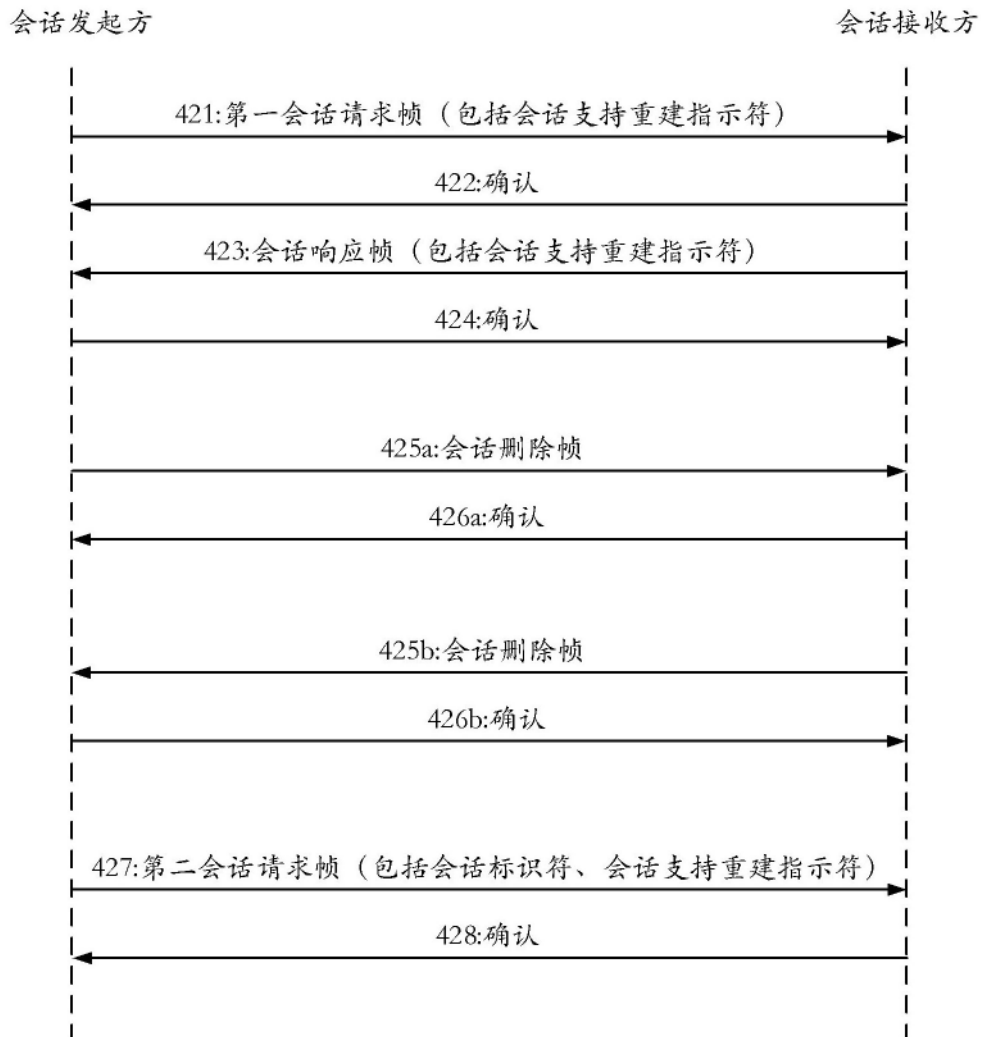 会话发起方
会话接收方
421:第一会话请求帧（包括会话支持重建指示符）
422:确认
423:会话响应帧（包括会话支持重建指示符）
424:确认
425a:会话删除帧
426a:确认
425b:会话删除帧
426b:确认
427:第二会话请求帧（包括会话标识符、会话支持重建指示符）
428:确认